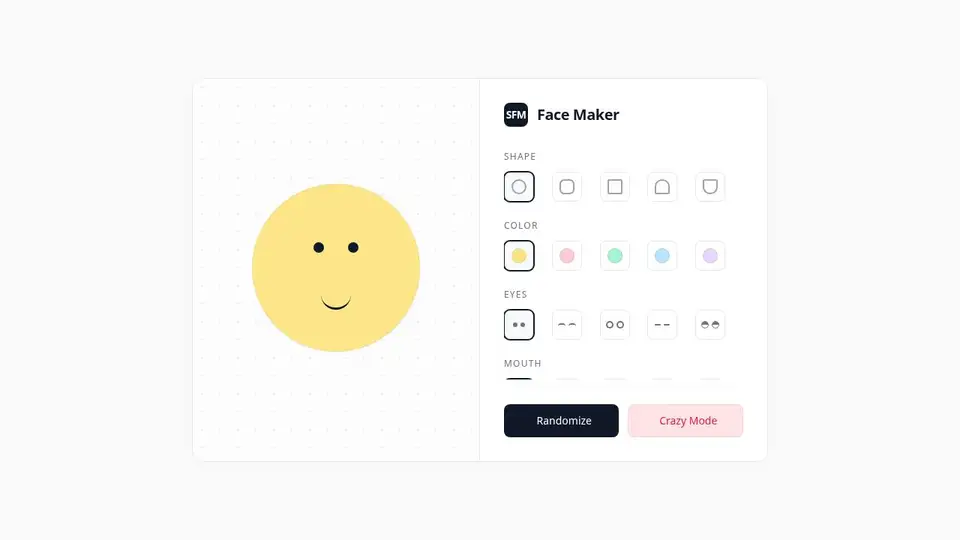 SFM Face Maker
SHAPE
COLOR
EYES
MOUTH
Randomize Crazy Mode